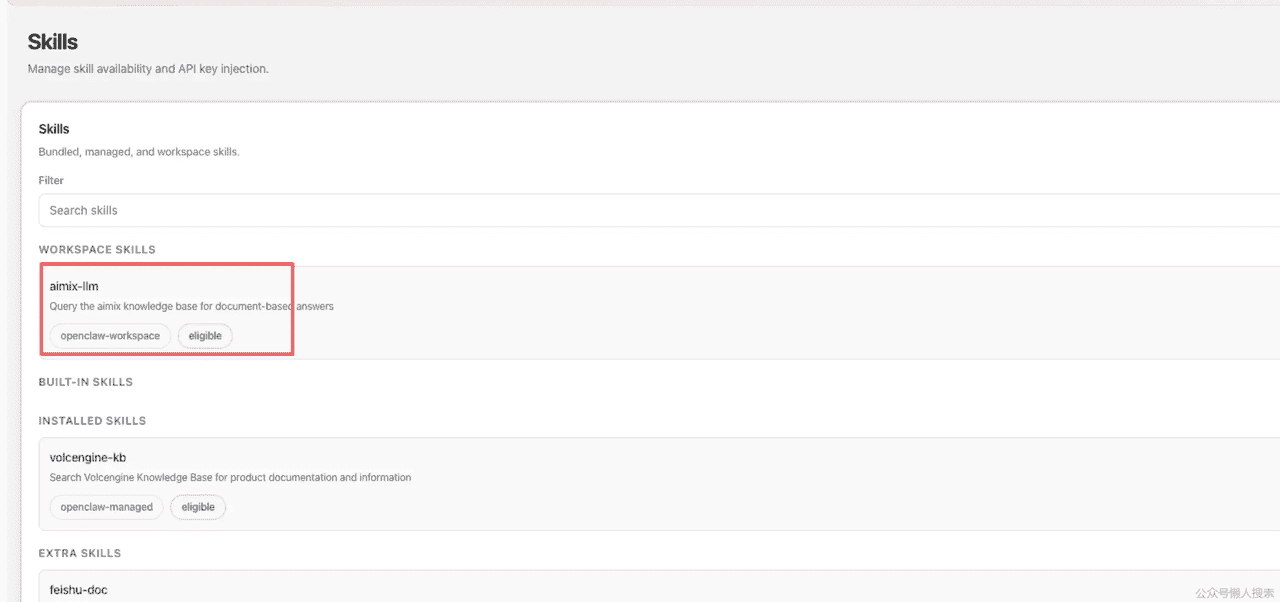 Skills
Manage skill availability and API key injection.
Skills
Bundled, managed, and workspace skills.
Filter
Search skills
WORKSPACE SKILLS
aimix-llm
Query the aimix knowledge base for document-based answers
openclaw-workspace eligible
BUILT-IN SKILLS
INSTALLED SKILLS
volcengine-kb
Search Volcengine Knowledge Base for product documentation and information
openclaw-managed eligible
EXTRA SKILLS
feishu-doc
公众号懒人搜索